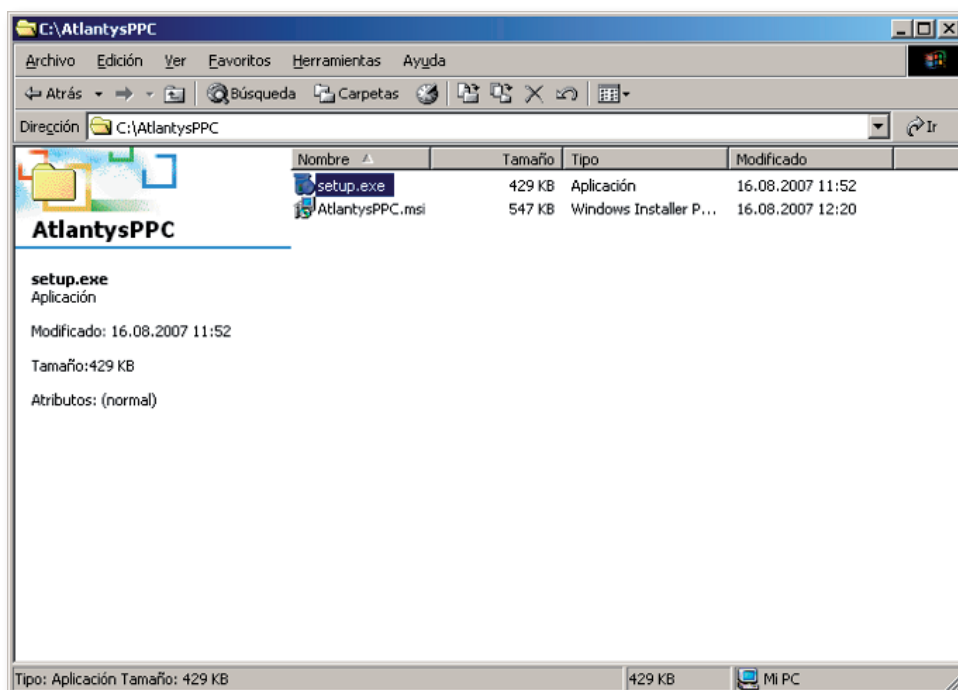 C:\AtlantysPPC
Archivo Edición Ver Favoritos Herramientas Ayuda
Atrás Búsqueda Carpetas
Dirección C:\AtlantysPPC Ir
Nombre Tamaño Tipo Modificado
setup.exe 429 KB Aplicación 16.08.2007 11:52
AtlantysPPC.msi 547 KB Windows Installer P... 16.08.2007 12:20
AtlantysPPC
setup.exe
Aplicación
Modificado: 16.08.2007 11:52
Tamaño:429 KB
Atributos: (normal)
Tipo: Aplicación Tamaño: 429 KB 429 KB Mi PC